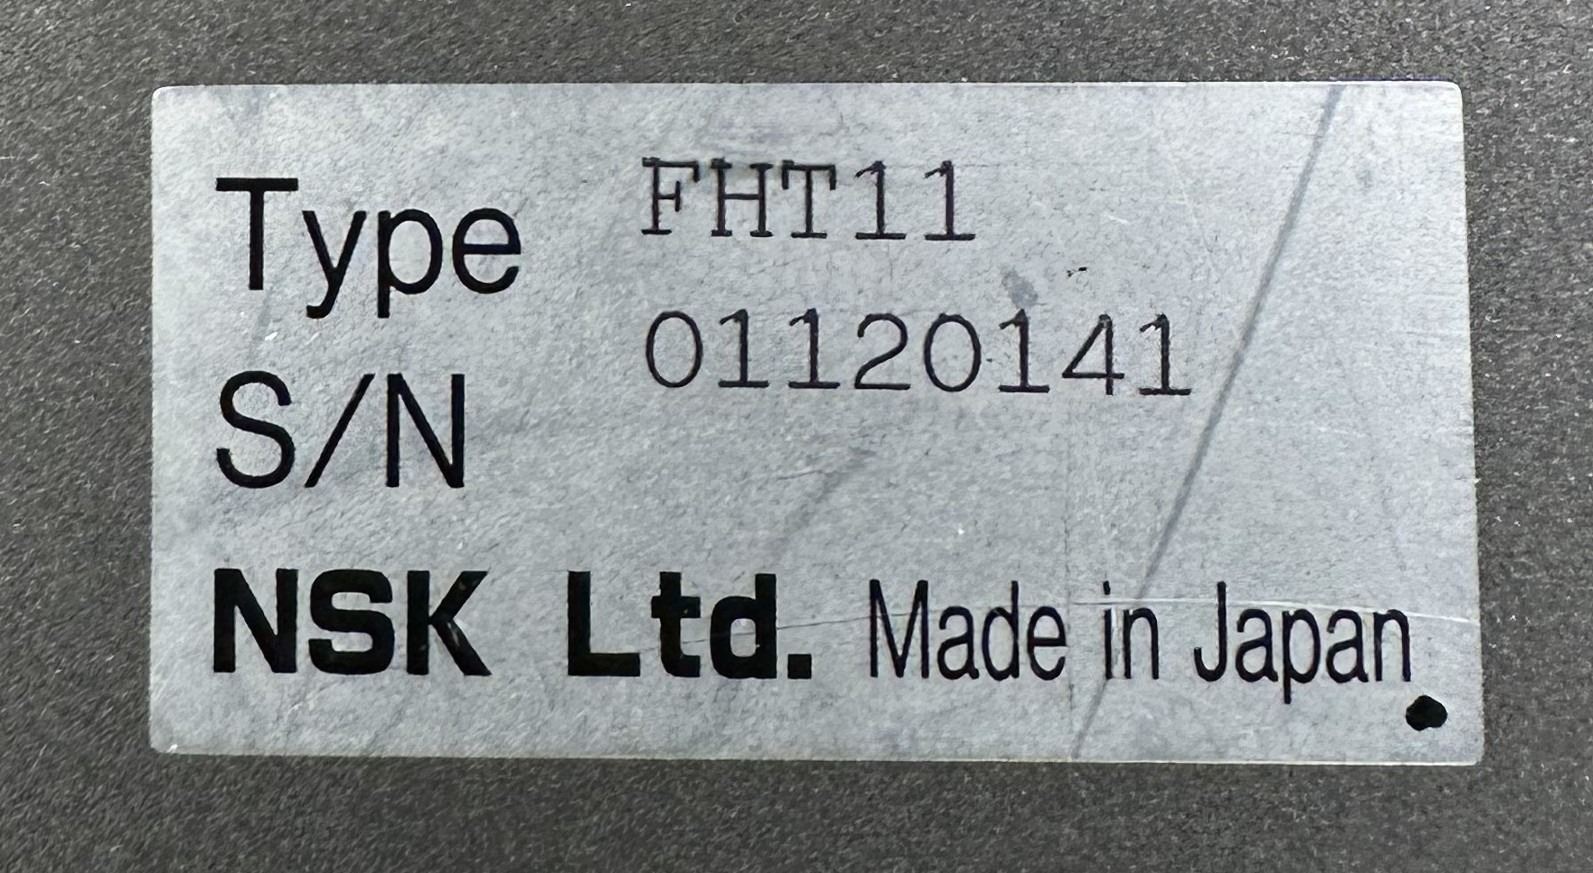 Type FHT11
S/N 01120141
NSK Ltd. Made in Japan